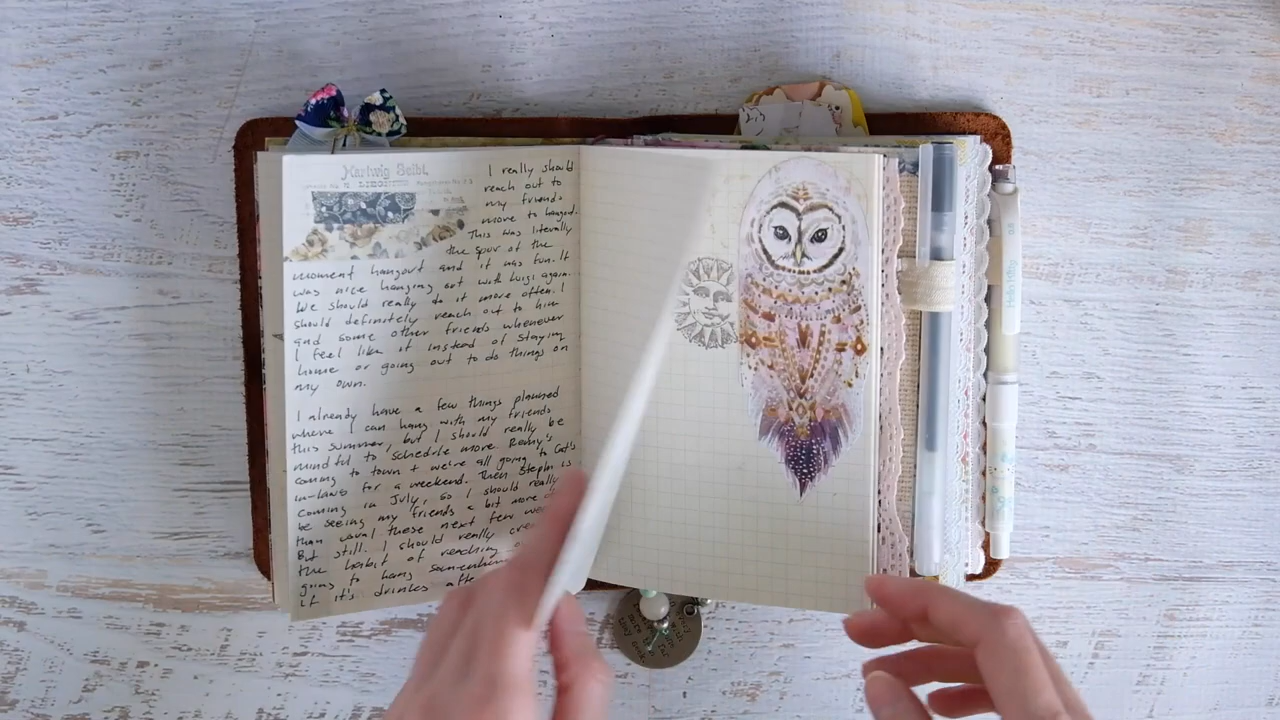 Hartwig Seibt,
I really should
reach out to
my friends
more to hangout.
This was literally
the spur of the
moment hangout and it was fun. It
was nice hanging out with Luigi again.
We should really do it more often. I
should definitely reach out to him
and some other friends whenever
I feel like it instead of staying
home or going out to do things on
my own.
I already have a few things planned
where I can hang with my friends
this summer, but I should really be
mindful to schedule more. Remy's
coming to town + we're all going to Cat's
in-laws for a weekend. Then Steph is
coming in July, so I should really
be seeing my friends a bit more
than usual these next few
But still. I should really
the habit of reaching
going to hang
if it's drinks
Hello Kitty